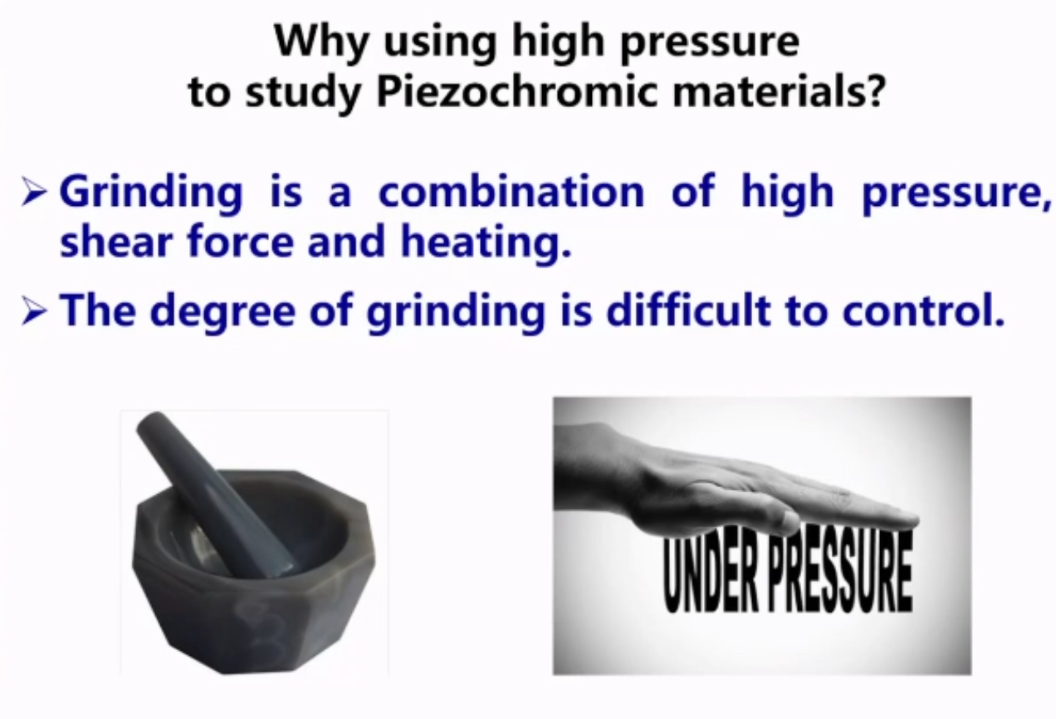 Why using high pressure
to study Piezochromic materials?
➢ Grinding is a combination of high pressure,
shear force and heating.
➢ The degree of grinding is difficult to control.
UNDER PRESSURE